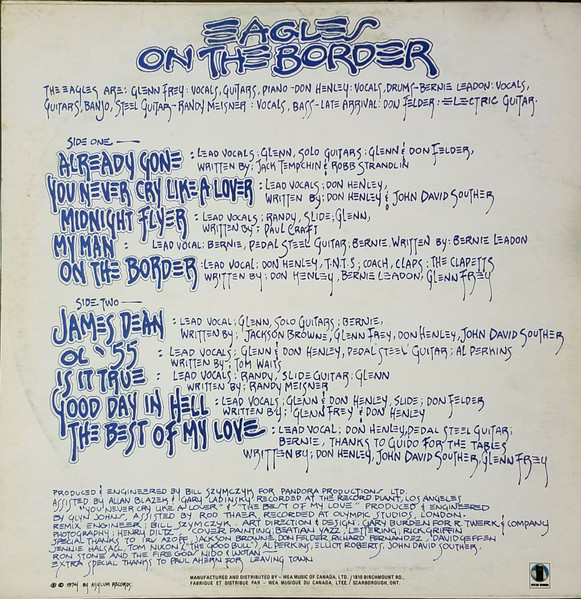 EAGLES
ON THE BORDER
THE EAGLES ARE: GLENN FREY: VOCALS, GUITARS, PIANO - DON HENLEY: VOCALS, DRUMS - BERNIE LEADON: VOCALS,
GUITARS, BANJO, STEEL GUITAR - RANDY MEISNER: VOCALS, BASS - LATE ARRIVAL: DON FELDER: ELECTRIC GUITAR.
SIDE ONE —
ALREADY GONE : LEAD VOCALS: GLENN, SOLO GUITARS: GLENN & DON FELDER,
WRITTEN BY: JACK TEMPCHIN & ROBB STRANDLIN
YOU NEVER CRY LIKE A LOVER : LEAD VOCALS: DON HENLEY,
WRITTEN BY: DON HENLEY & JOHN DAVID SOUTHER
MIDNIGHT FLYER : LEAD VOCALS: RANDY, SLIDE: GLENN,
WRITTEN BY: PAUL CRAFT
MY MAN : LEAD VOCAL: BERNIE, PEDAL STEEL GUITAR: BERNIE, WRITTEN BY: BERNIE LEADON
ON THE BORDER : LEAD VOCAL: DON HENLEY, T.N.T.S: COACH, CLAPS: THE CLAPETTS
WRITTEN BY: DON HENLEY, BERNIE LEADON, GLENN FREY
SIDE TWO —
JAMES DEAN : LEAD VOCALS: GLENN, SOLO GUITARS: BERNIE,
WRITTEN BY: JACKSON BROWNE, GLENN FREY, DON HENLEY, JOHN DAVID SOUTHER
OL' 55 : LEAD VOCALS: GLENN & DON HENLEY, PEDAL STEEL GUITAR: AL PERKINS
WRITTEN BY: TOM WAITS
IS IT TRUE : LEAD VOCALS: RANDY, SLIDE GUITAR: GLENN
WRITTEN BY: RANDY MEISNER
GOOD DAY IN HELL : LEAD VOCALS: GLENN & DON HENLEY, SLIDE: DON FELDER
WRITTEN BY: GLENN FREY & DON HENLEY
THE BEST OF MY LOVE : LEAD VOCAL: DON HENLEY, PEDAL STEEL GUITAR:
BERNIE, THANKS TO GUIDO FOR THE TABLES
WRITTEN BY: DON HENLEY, JOHN DAVID SOUTHER, GLENN FREY
PRODUCED & ENGINEERED BY BILL SZYMCZYK FOR PANDORA PRODUCTIONS LTD.
ASSISTED BY ALLAN BLAZEK & GARY LADINSKY RECORDED AT THE RECORD PLANT, LOS ANGELES
"YOU NEVER CRY LIKE A LOVER" & "THE BEST OF MY LOVE" PRODUCED & ENGINEERED
BY GLYN JOHNS ASSISTED BY ROD THAER, RECORDED AT OLYMPIC STUDIOS, LONDON.
REMIX ENGINEER: BILL SZYMCZYK. ART DIRECTION & DESIGN: GARY BURDEN FOR R. TWERK & COMPANY
PHOTOGRAPHY: HENRY DILTZ COVER PAINTING: BEATIAN YAZZ, LETTERING: RICK GRIFFIN
SPECIAL THANKS TO IRV AZOFF, JACKSON BROWNE, DON FELDER, RICHARD FERNANDEZ, DAVID GEFFEN
JENNIE HALSALL, TOM NIXON ("THE GOOD BULL") AL PERKINS, ELLIOT ROBERTS, JOHN DAVID SOUTHER.
RON STONE AND THE FIRE GODS NIDO & WOTAN —
EXTRA SPECIAL THANKS TO PAUL AHERN FOR LEAVING TOWN
© ℗ 1974 BY ASYLUM RECORDS.
MANUFACTURED AND DISTRIBUTED BY - WEA MUSIC OF CANADA, LTD. / 1810 BIRCHMOUNT RD.,
FABRIQUE ET DISTRIBUE PAR - WEA MUSIQUE DU CANADA, LTEE. / SCARBOROUGH, ONT.